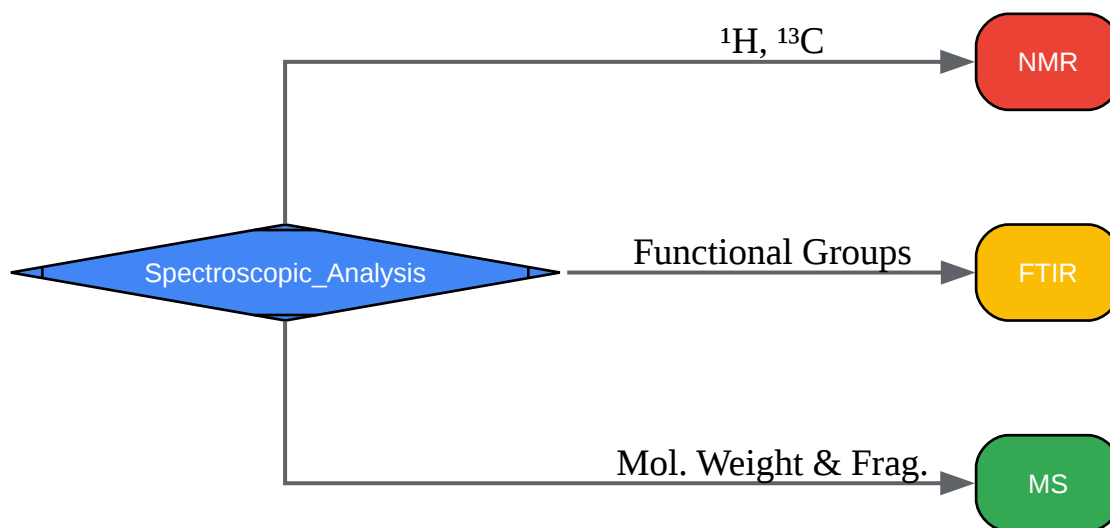 ¹H, ¹³C
NMR
Spectroscopic_Analysis
Functional Groups
FTIR
Mol. Weight & Frag.
MS